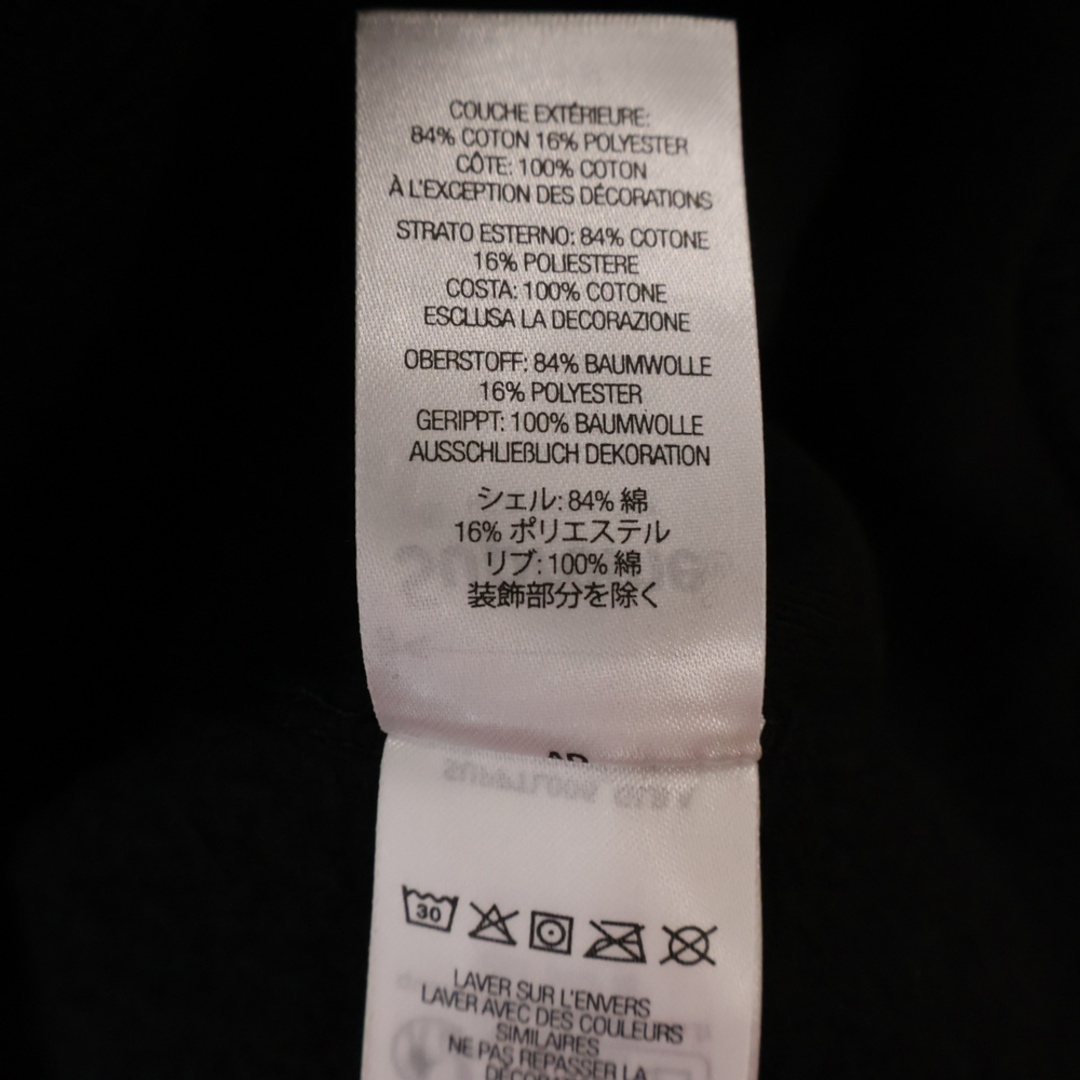 COUCHE EXTÉRIEURE:
84% COTON 16% POLYESTER
CÔTE: 100% COTON
À L'EXCEPTION DES DÉCORATIONS
STRATO ESTERNO: 84% COTONE
16% POLIESTERE
COSTA: 100% COTONE
ESCLUSA LA DECORAZIONE
OBERSTOFF: 84% BAUMWOLLE
16% POLYESTER
GERIPPT: 100% BAUMWOLLE
AUSSCHLIEßLICH DEKORATION
シェル: 84% 綿
16% ポリエステル
リブ: 100% 綿
装飾部分を除く
30
LAVER SUR L'ENVERS
LAVER AVEC DES COULEURS
SIMILAIRES
NE PAS REPASSER LA